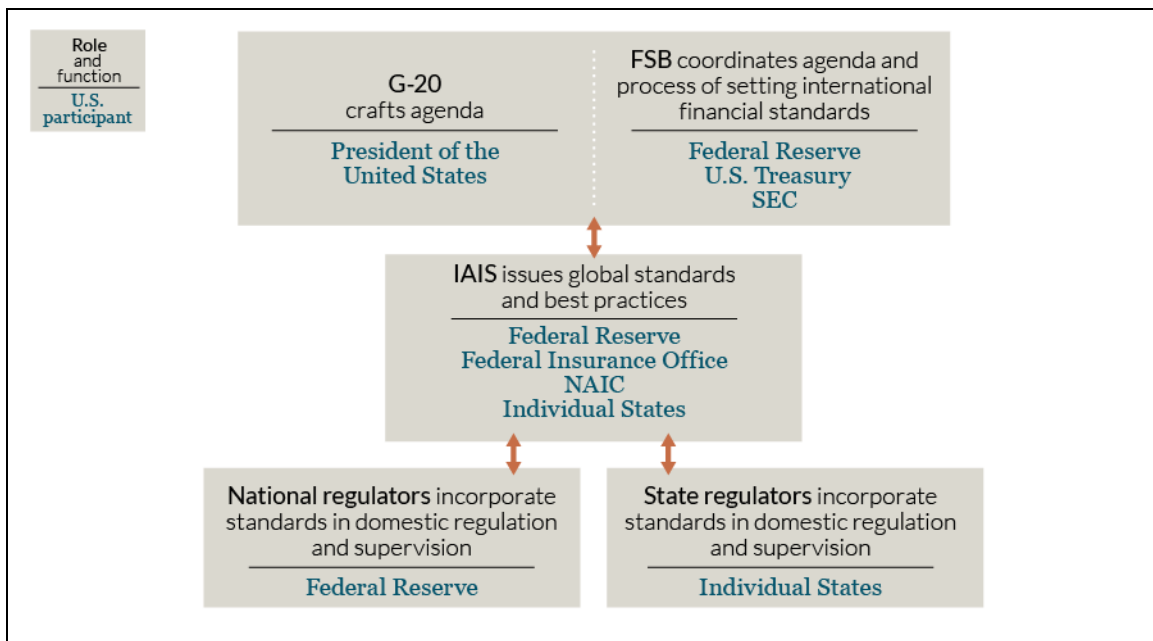 Role
and
function
U.S.
participant
G-20
crafts agenda
President of the
United States
FSB coordinates agenda and
process of setting international
financial standards
Federal Reserve
U.S. Treasury
SEC
IAIS issues global standards
and best practices
Federal Reserve
Federal Insurance Office
NAIC
Individual States
National regulators incorporate
standards in domestic regulation
and supervision
Federal Reserve
State regulators incorporate
standards in domestic regulation
and supervision
Individual States